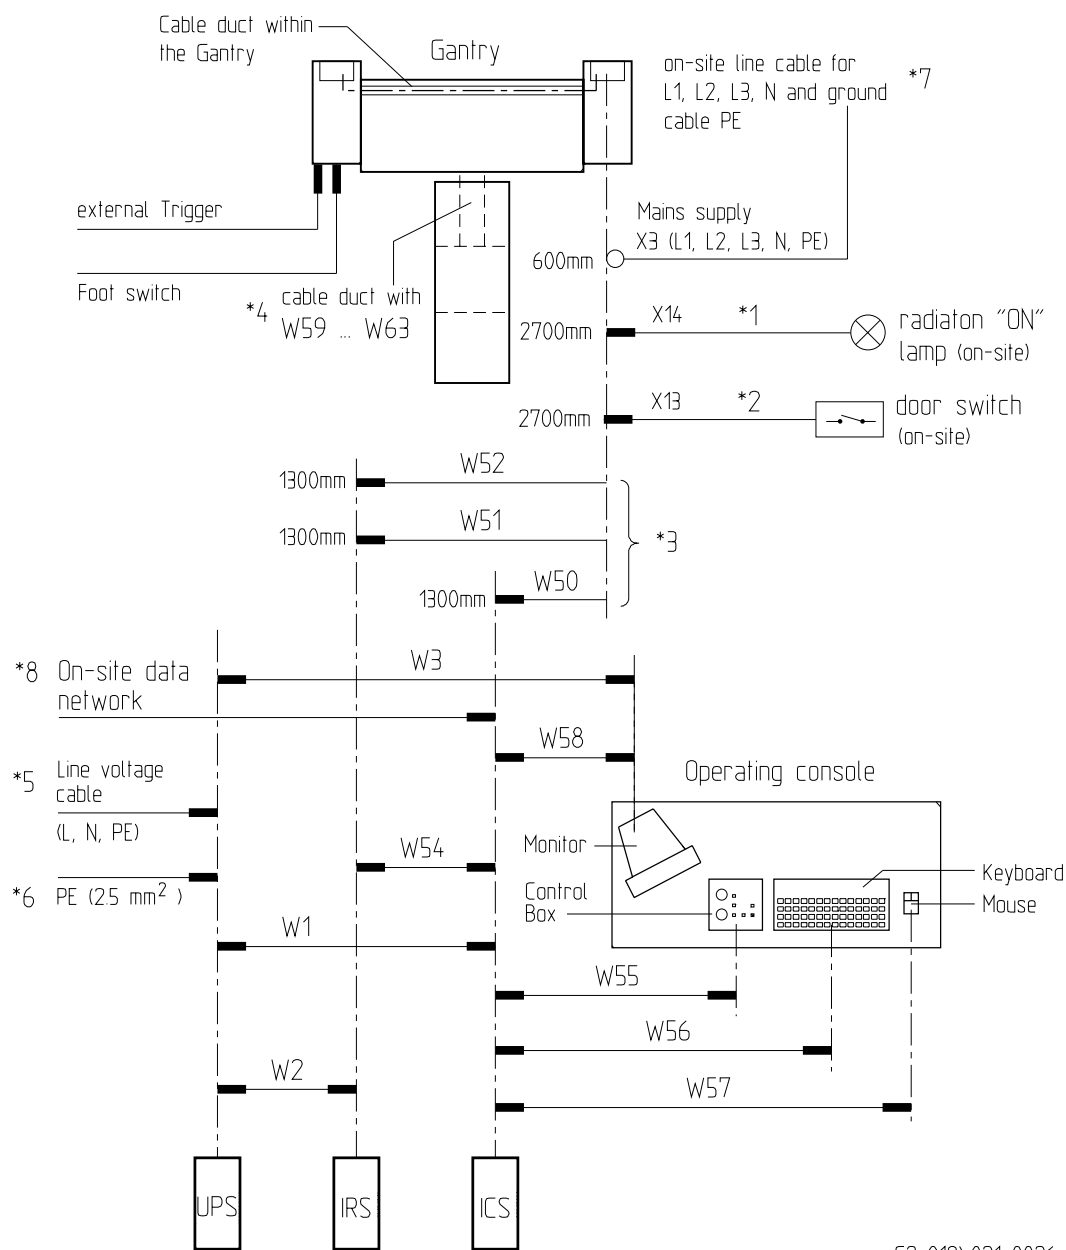 Cable duct within
the Gantry
Gantry
on-site line cable for
L1, L2, L3, N and ground
cable PE
*7
external Trigger
Foot switch
*4
cable duct with
W59 ... W63
Mains supply
X3 (L1, L2, L3, N, PE)
600mm
2700mm
X14
*1
radiaton "ON"
lamp (on-site)
2700mm
X13
*2
door switch
(on-site)
1300mm
W52
1300mm
W51
*3
1300mm
W50
*8
On-site data
network
W3
W58
*5
Line voltage
cable
(L, N, PE)
Operating console
W54
Monitor
Keyboard
*6
PE (2.5 mm² )
Control
Box
Mouse
W1
W55
W56
W2
W57
UPS
IRS
ICS